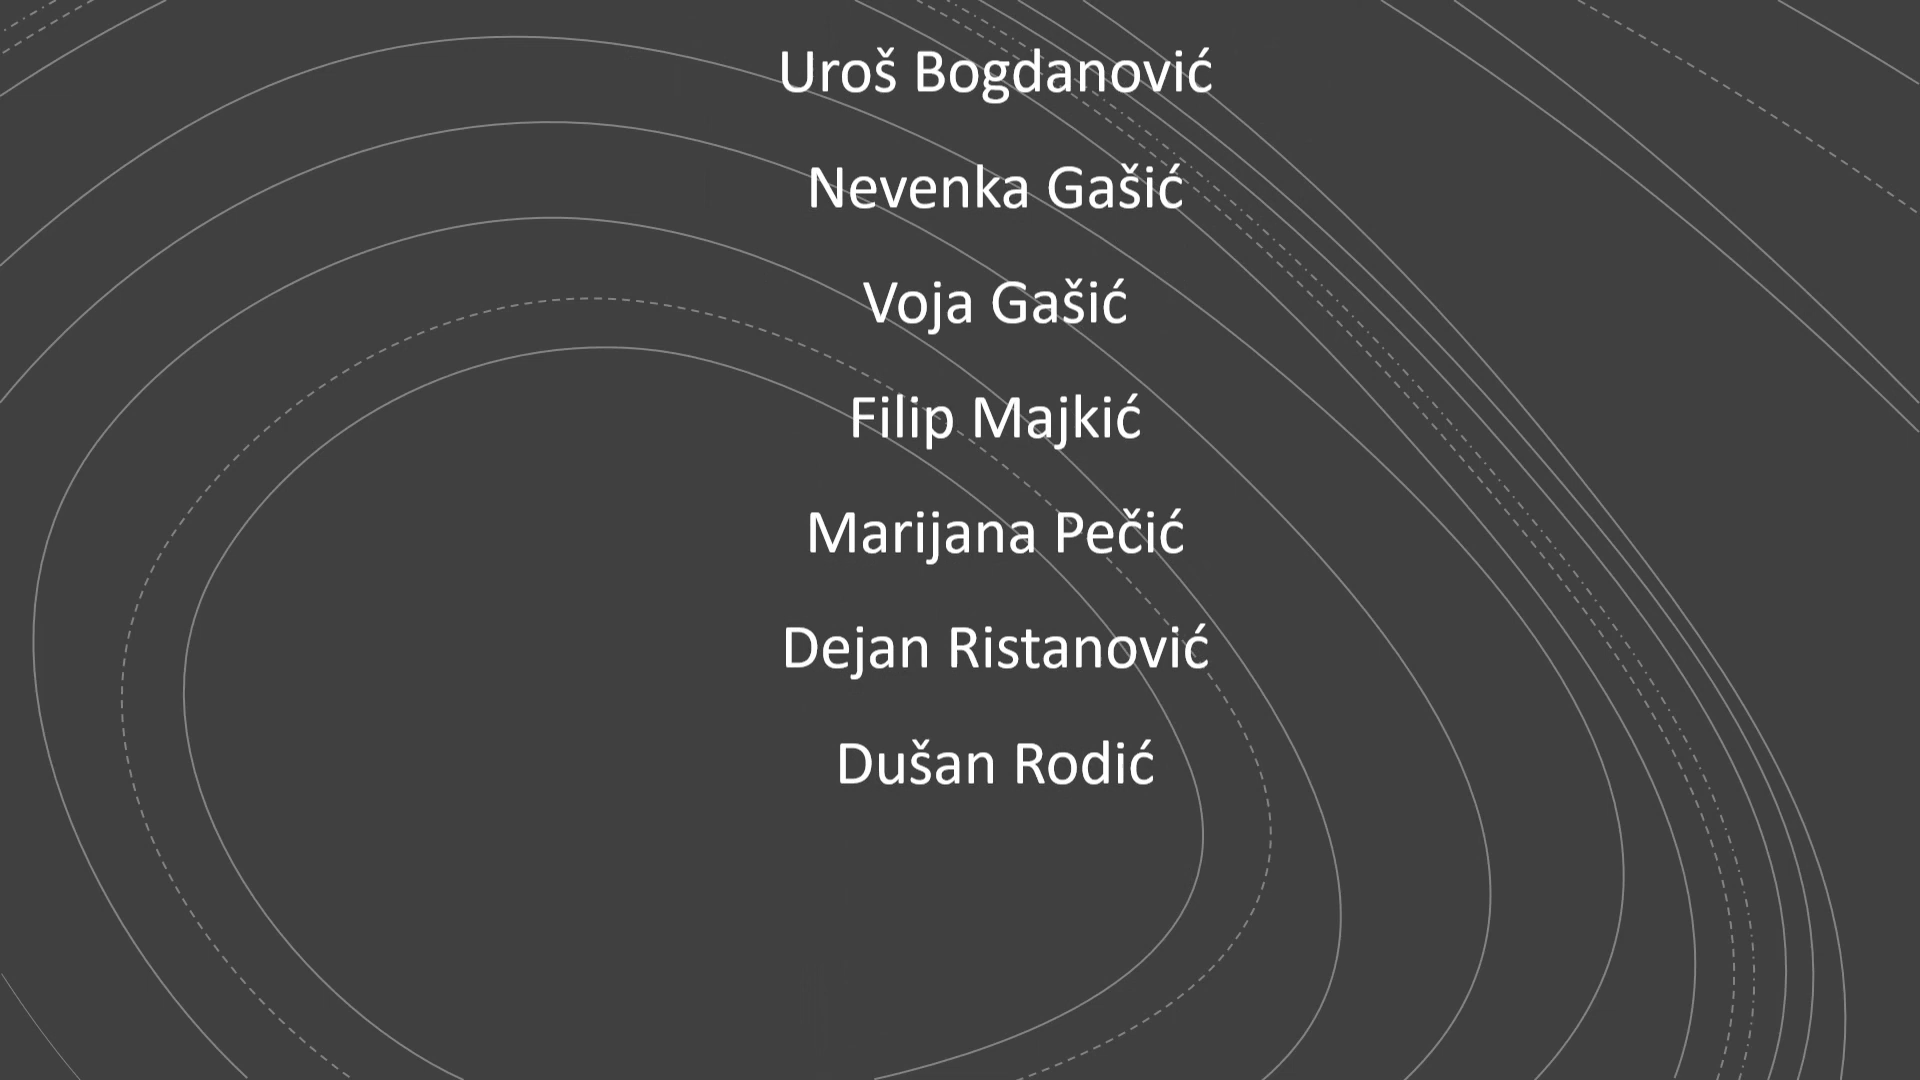 Uroš Bogdanović
Nevenka Gašić
Voja Gašić
Filip Majkić
Marijana Pečić
Dejan Ristanović
Dušan Rodić